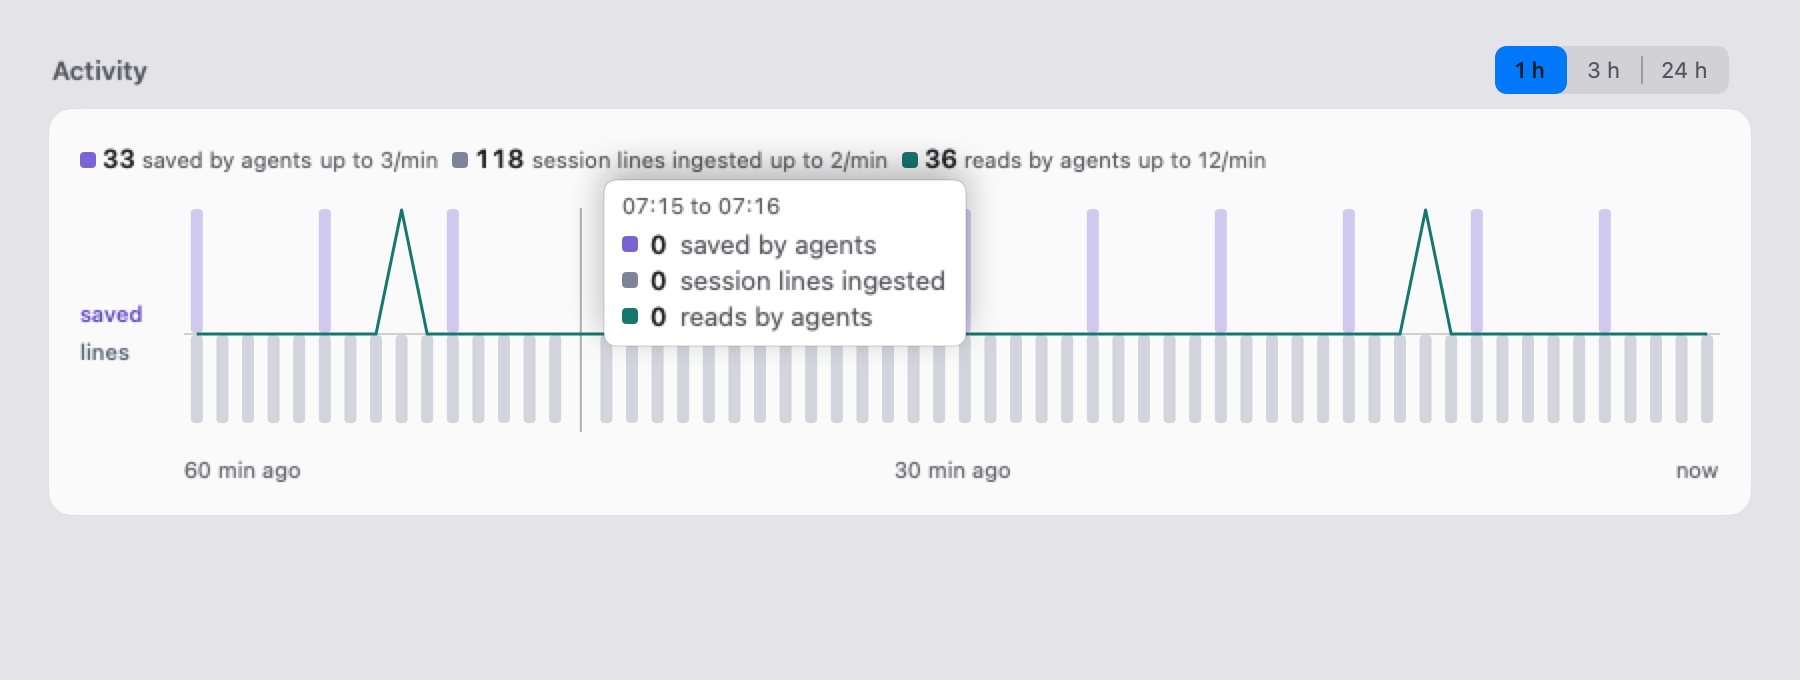 Activity
1 h 3 h 24 h
33 saved by agents up to 3/min 118 session lines ingested up to 2/min 36 reads by agents up to 12/min
07:15 to 07:16
0 saved by agents
0 session lines ingested
0 reads by agents
saved
lines
60 min ago 30 min ago now